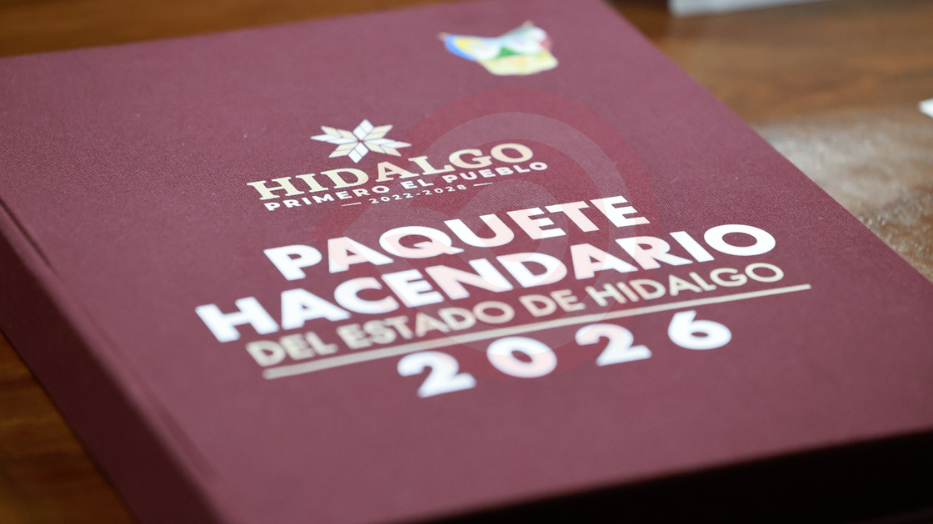 HIDALGO
PRIMERO EL PUEBLO
2022-2028
PAQUETE
HACENDARIO
DEL ESTADO DE HIDALGO
2026